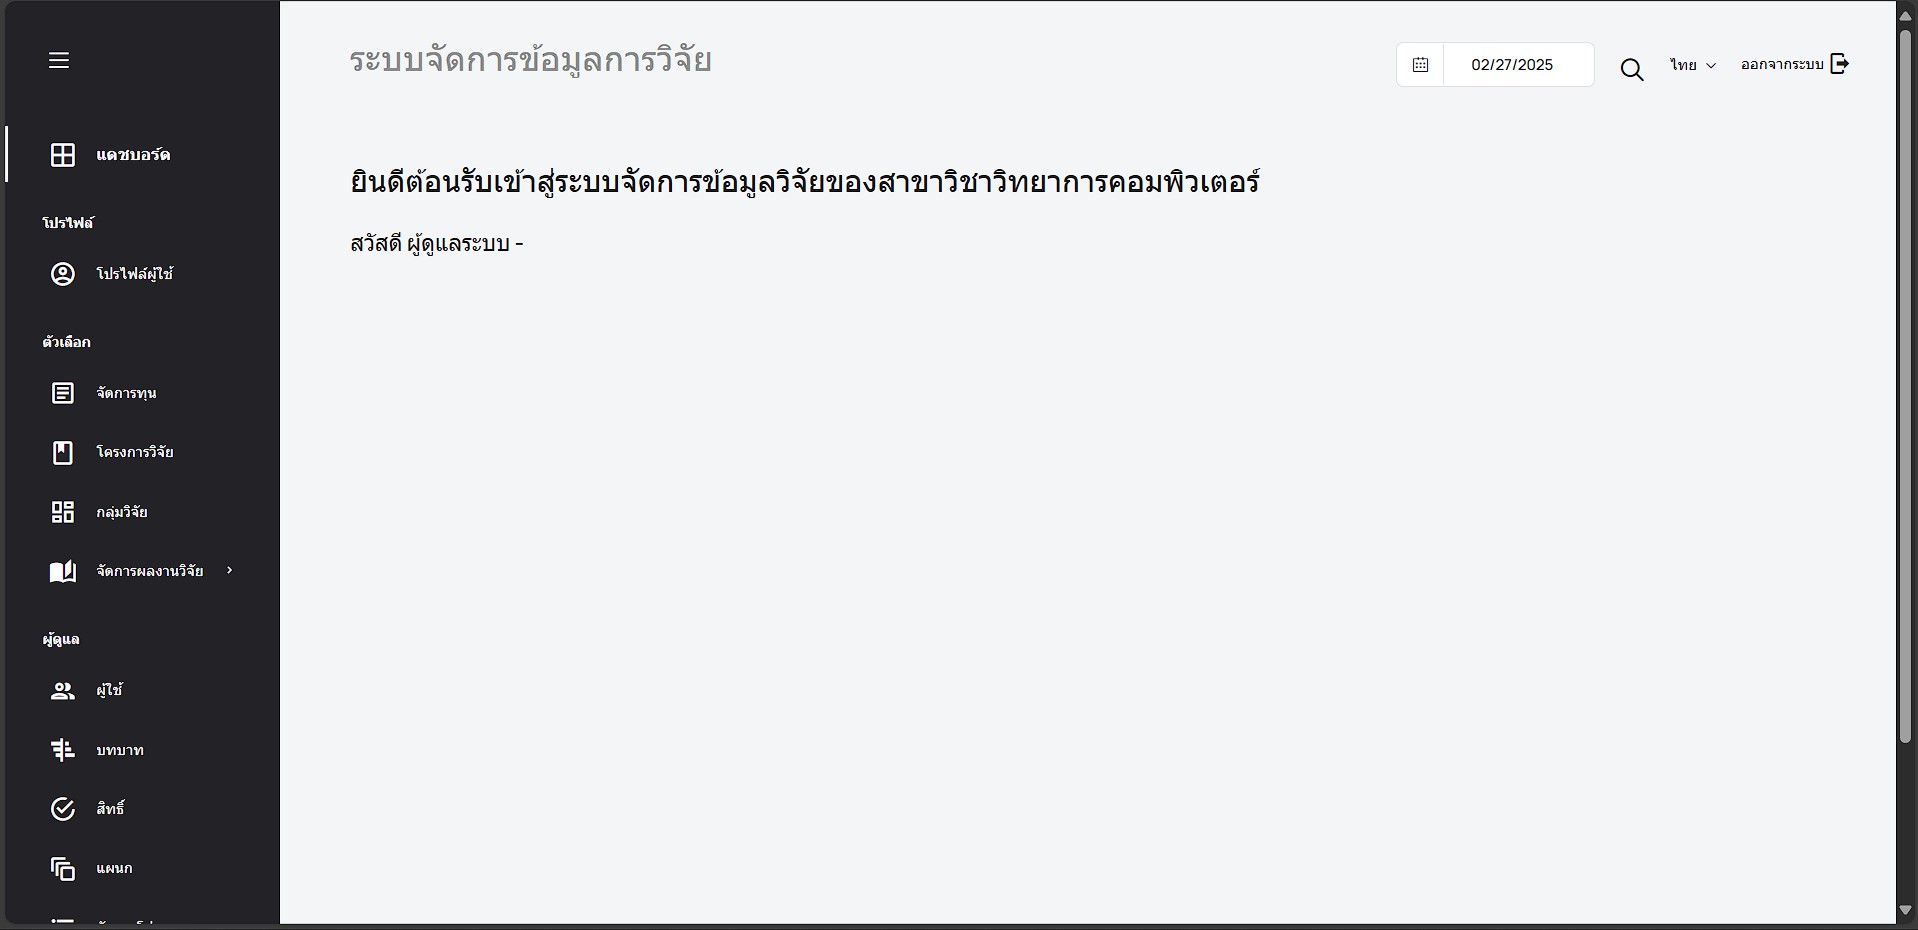 ระบบจัดการข้อมูลการวิจัย
02/27/2025
ไทย
ออกจากระบบ
แดชบอร์ด
โปรไฟล์
โปรไฟล์ผู้ใช้
ตัวเลือก
จัดการทุน
โครงการวิจัย
กลุ่มวิจัย
จัดการผลงานวิจัย
ผู้ดูแล
ผู้ใช้
บทบาท
สิทธิ์
แผนก
ยินดีต้อนรับเข้าสู่ระบบจัดการข้อมูลวิจัยของสาขาวิชาวิทยาการคอมพิวเตอร์
สวัสดี ผู้ดูแลระบบ -